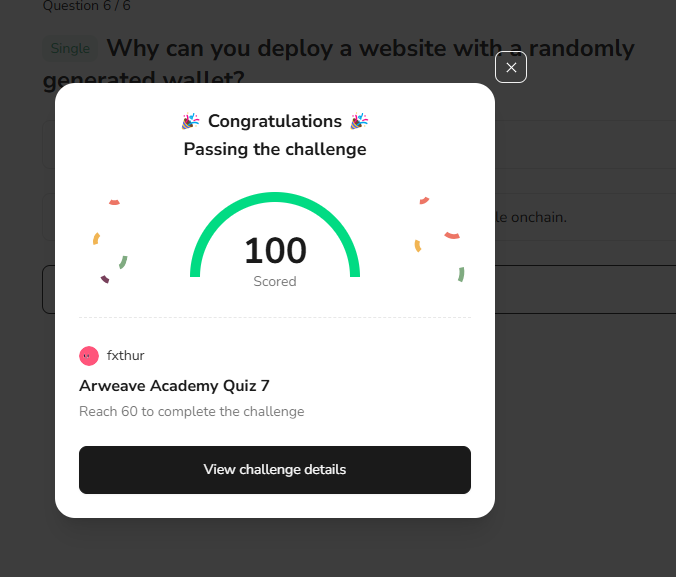 Question 6 / 6
Single Why can you deploy a website with a randomly
generated wallet?
Congratulations
Passing the challenge
100
Scored
le onchain.
fxthur
Arweave Academy Quiz 7
Reach 60 to complete the challenge
View challenge details